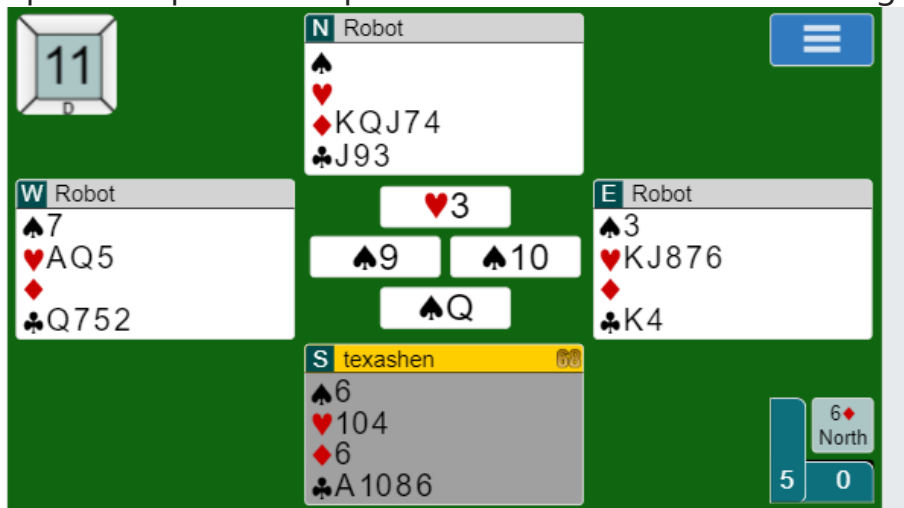 N Robot
11
D
♠
♥
♦KQJ74
♣J93
W Robot
♠7
♥AQ5
♦
♣Q752
♥3
♠9 ♠10
♠Q
E Robot
♠3
♥KJ876
♦
♣K4
S texashen 68
♠6
♥104
♦6
♣A1086
6♦
North
5 0